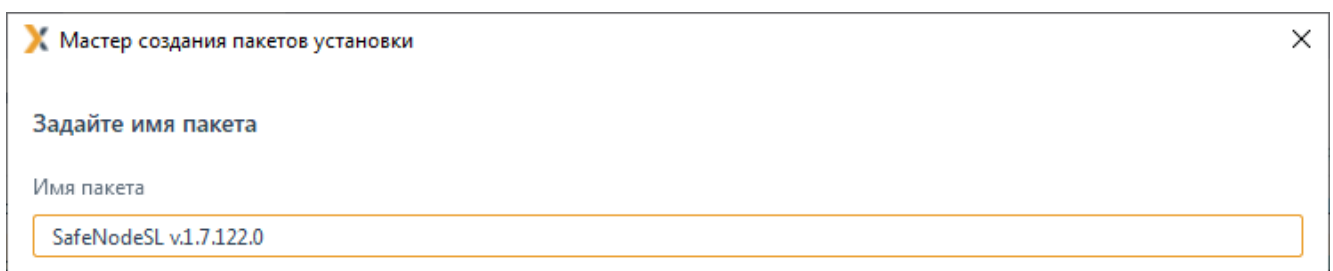 Мастер создания пакетов установки
Задайте имя пакета
Имя пакета
SafeNodeSL v.1.7.122.0